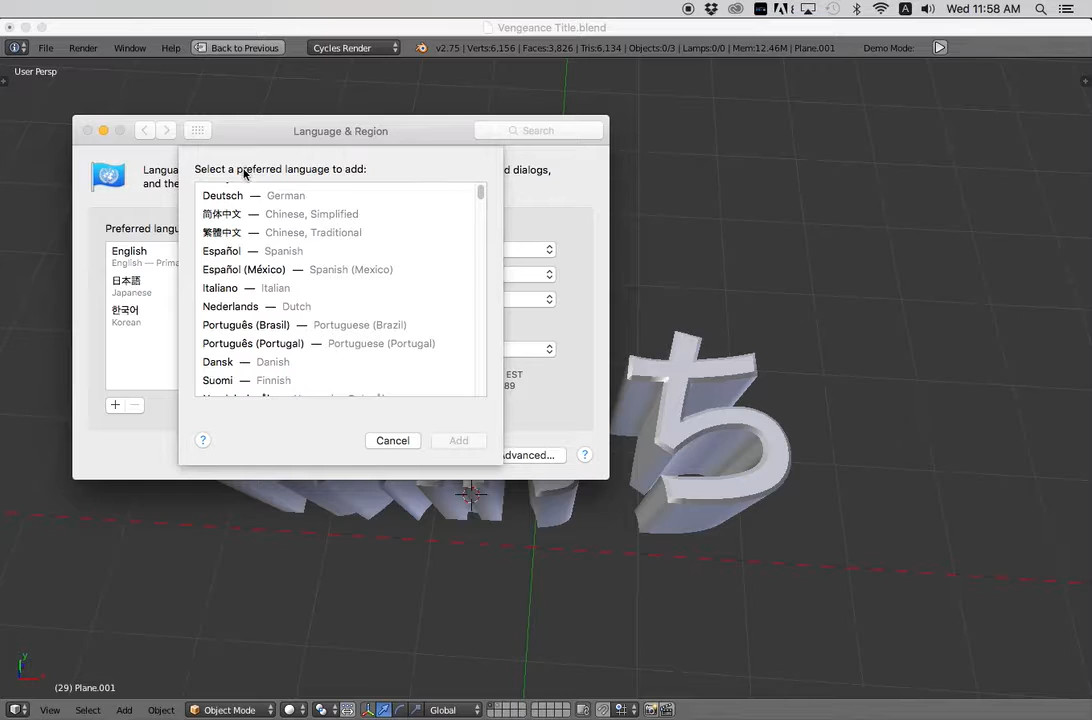 Wed 11:58 AM
Vengeance Title.blend
File Render Window Help Back to Previous Cycles Render v2.75 | Verts:6,156 | Faces:3,826 | Tris:6,134 | Objects:0/3 | Lamps:0/0 | Mem:12.46M | Plane.001 Demo Mode:
User Persp
Language & Region
Search
Select a preferred language to add:
d dialogs,
and the
Preferred
English
English —
日本語
Japanese
한국어
Korean
Deutsch — German
简体中文 — Chinese, Simplified
繁體中文 — Chinese, Traditional
Español — Spanish
Español (México) — Spanish (Mexico)
Italiano — Italian
Nederlands — Dutch
Português (Brasil) — Portuguese (Brazil)
Português (Portugal) — Portuguese (Portugal)
Dansk — Danish
Suomi — Finnish
EST
89
+ −
? Cancel Add
dvanced... ?
ち
(29) Plane.001
View Select Add Object Object Mode Global